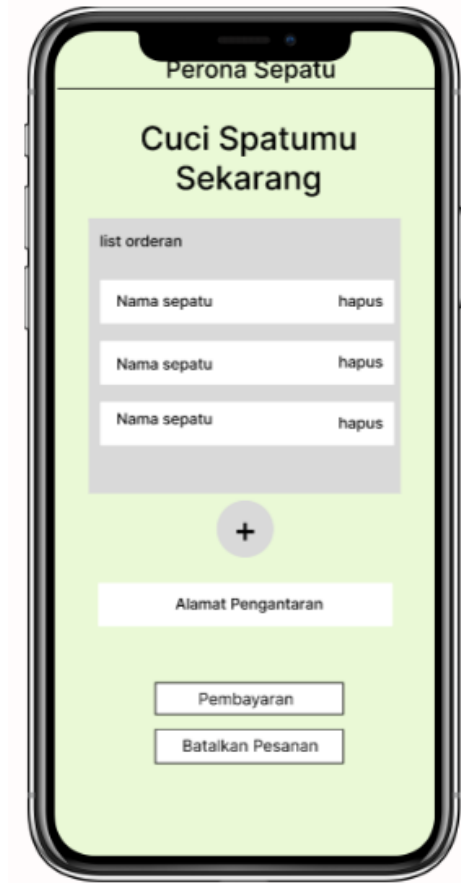 Perona Sepatu
Cuci Spatumu
Sekarang
list orderan
Nama sepatu hapus
Nama sepatu hapus
Nama sepatu hapus
+
Alamat Pengantaran
Pembayaran
Batalkan Pesanan